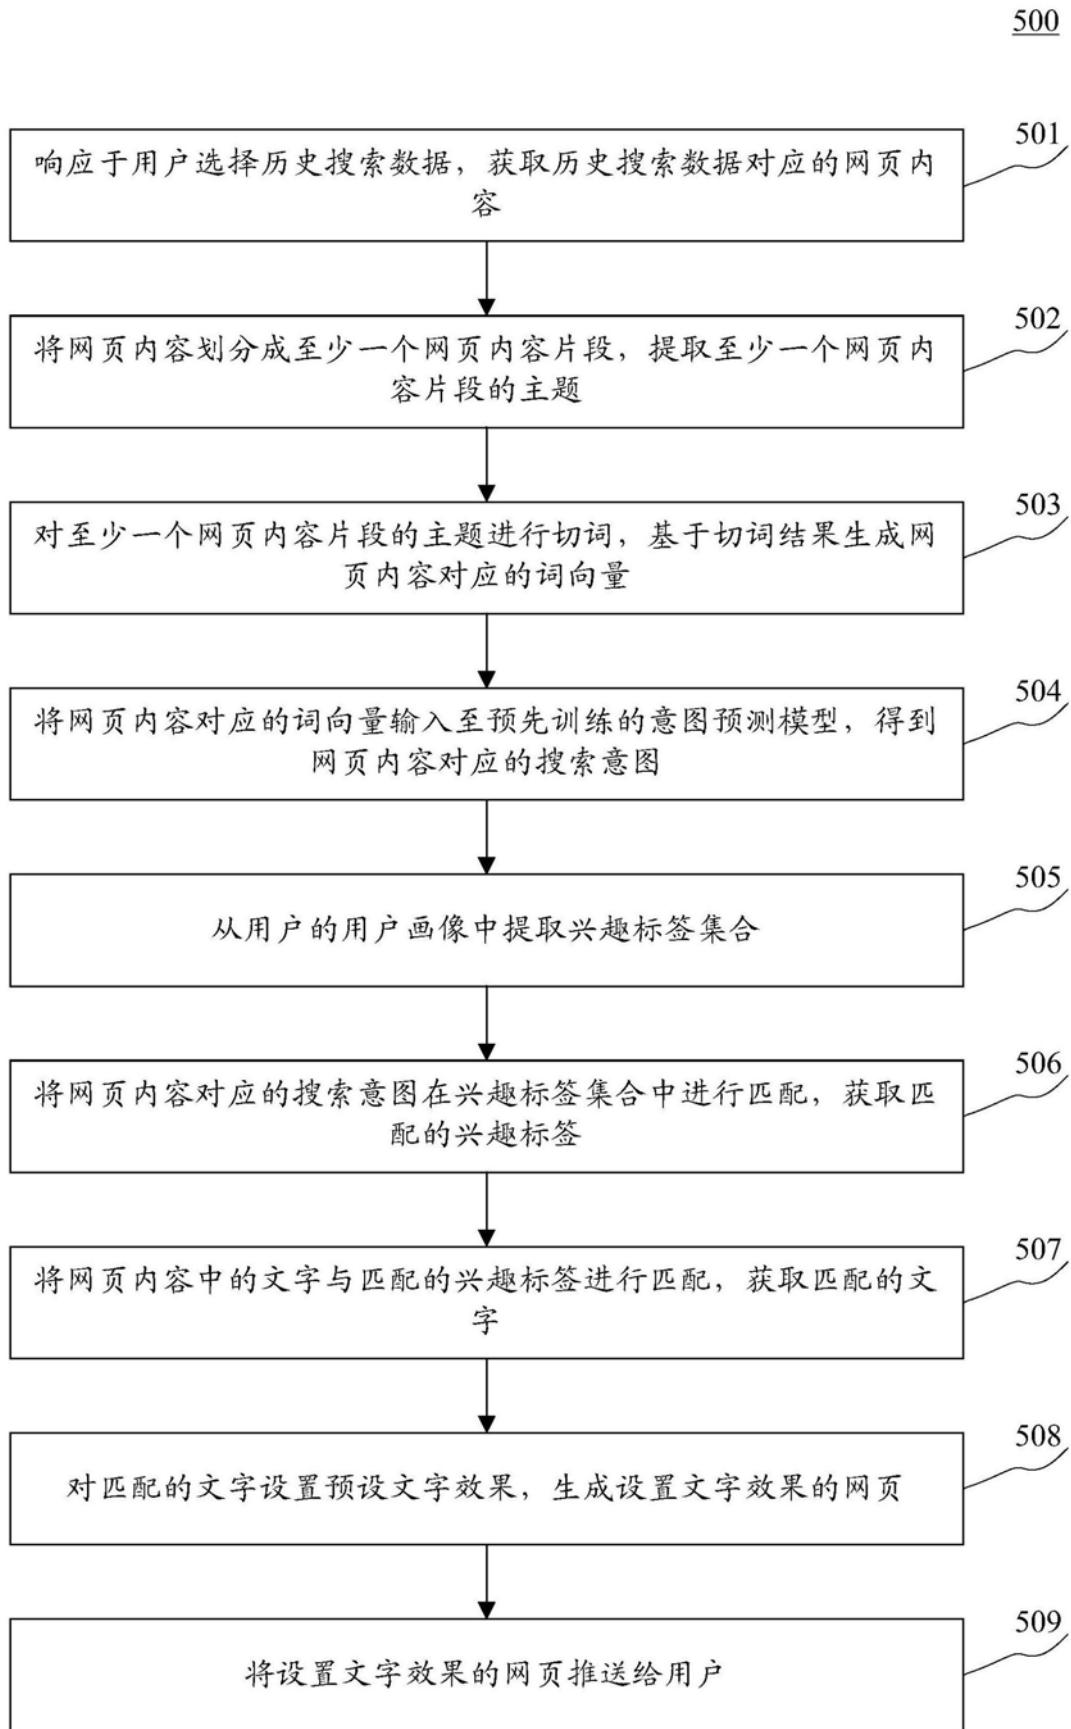 500
501
响应于用户选择历史搜索数据，获取历史搜索数据对应的网页内
容
502
将网页内容划分成至少一个网页内容片段，提取至少一个网页内
容片段的主题
503
对至少一个网页内容片段的主题进行切词，基于切词结果生成网
页内容对应的词向量
504
将网页内容对应的词向量输入至预先训练的意图预测模型，得到
网页内容对应的搜索意图
505
从用户的用户画像中提取兴趣标签集合
506
将网页内容对应的搜索意图在兴趣标签集合中进行匹配，获取匹
配的兴趣标签
507
将网页内容中的文字与匹配的兴趣标签进行匹配，获取匹配的文
字
508
对匹配的文字设置预设文字效果，生成设置文字效果的网页
509
将设置文字效果的网页推送给用户